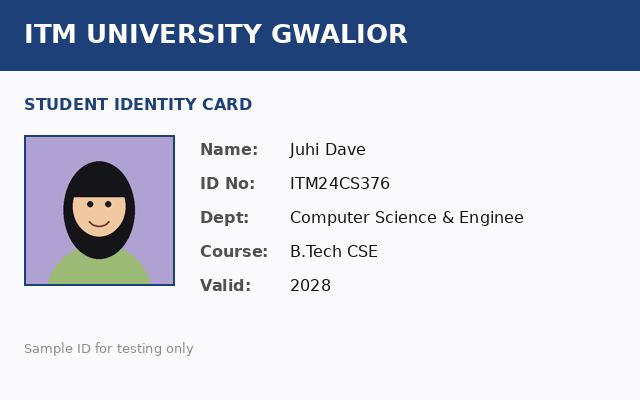 ITM UNIVERSITY GWALIOR
STUDENT IDENTITY CARD
Name: Juhi Dave
ID No: ITM24CS376
Dept: Computer Science & Enginee
Course: B.Tech CSE
Valid: 2028
Sample ID for testing only